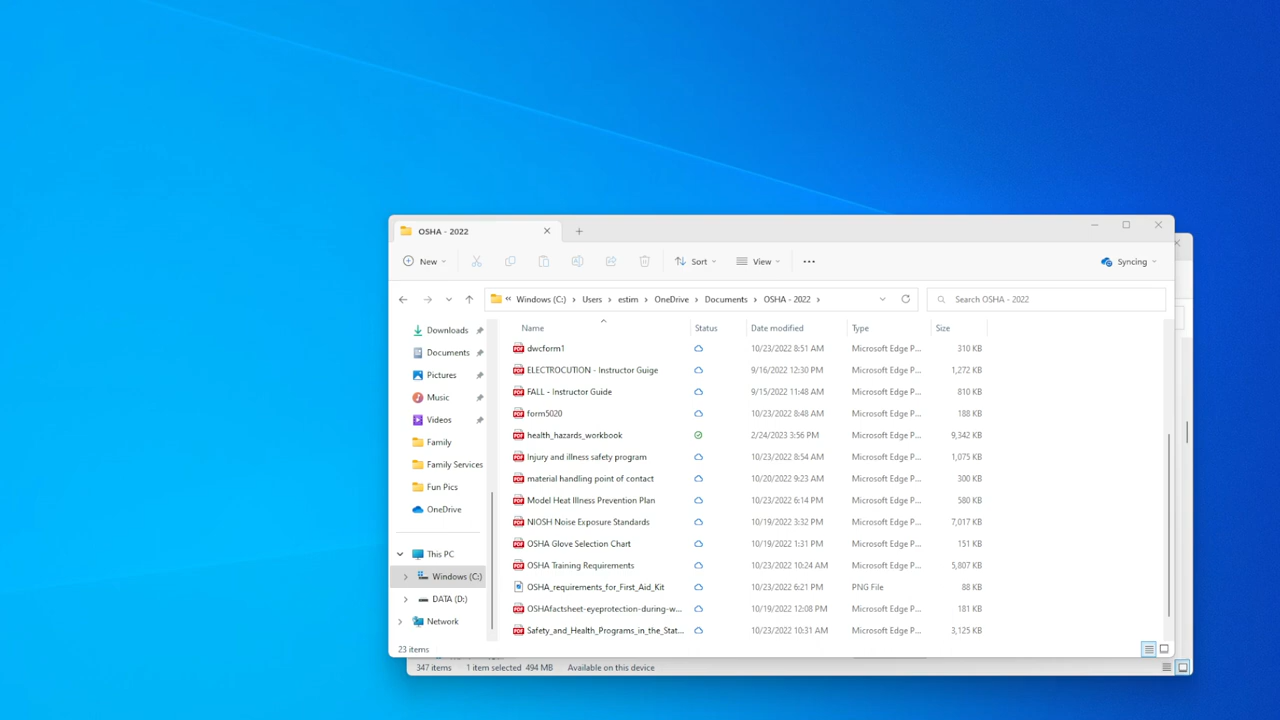 OSHA - 2022
New Sort View Syncing
Windows (C:) Users estim OneDrive Documents OSHA - 2022 Search OSHA - 2022
Downloads
Documents
Pictures
Music
Videos
Family
Family Services
Fun Pics
OneDrive
This PC
Windows (C:)
DATA (D:)
Network
Name Status Date modified Type Size
dwcform1 10/23/2022 8:51 AM Microsoft Edge P... 310 KB
ELECTROCUTION - Instructor Guige 9/16/2022 12:30 PM Microsoft Edge P... 1,272 KB
FALL - Instructor Guide 9/15/2022 11:48 AM Microsoft Edge P... 810 KB
form5020 10/23/2022 8:48 AM Microsoft Edge P... 188 KB
health_hazards_workbook 2/24/2023 3:56 PM Microsoft Edge P... 9,342 KB
Injury and illness safety program 10/23/2022 8:54 AM Microsoft Edge P... 1,075 KB
material handling point of contact 10/20/2022 9:23 AM Microsoft Edge P... 300 KB
Model Heat Illness Prevention Plan 10/23/2022 6:14 PM Microsoft Edge P... 580 KB
NIOSH Noise Exposure Standards 10/19/2022 3:32 PM Microsoft Edge P... 7,017 KB
OSHA Glove Selection Chart 10/19/2022 1:31 PM Microsoft Edge P... 151 KB
OSHA Training Requirements 10/23/2022 10:24 AM Microsoft Edge P... 5,807 KB
OSHA_requirements_for_First_Aid_Kit 10/23/2022 6:21 PM PNG File 88 KB
OSHAfactsheet-eyeprotection-during-w... 10/19/2022 12:08 PM Microsoft Edge P... 181 KB
Safety_and_Health_Programs_in_the_Stat... 10/23/2022 10:31 AM Microsoft Edge P... 3,125 KB
23 items
347 items 1 item selected 494 MB Available on this device